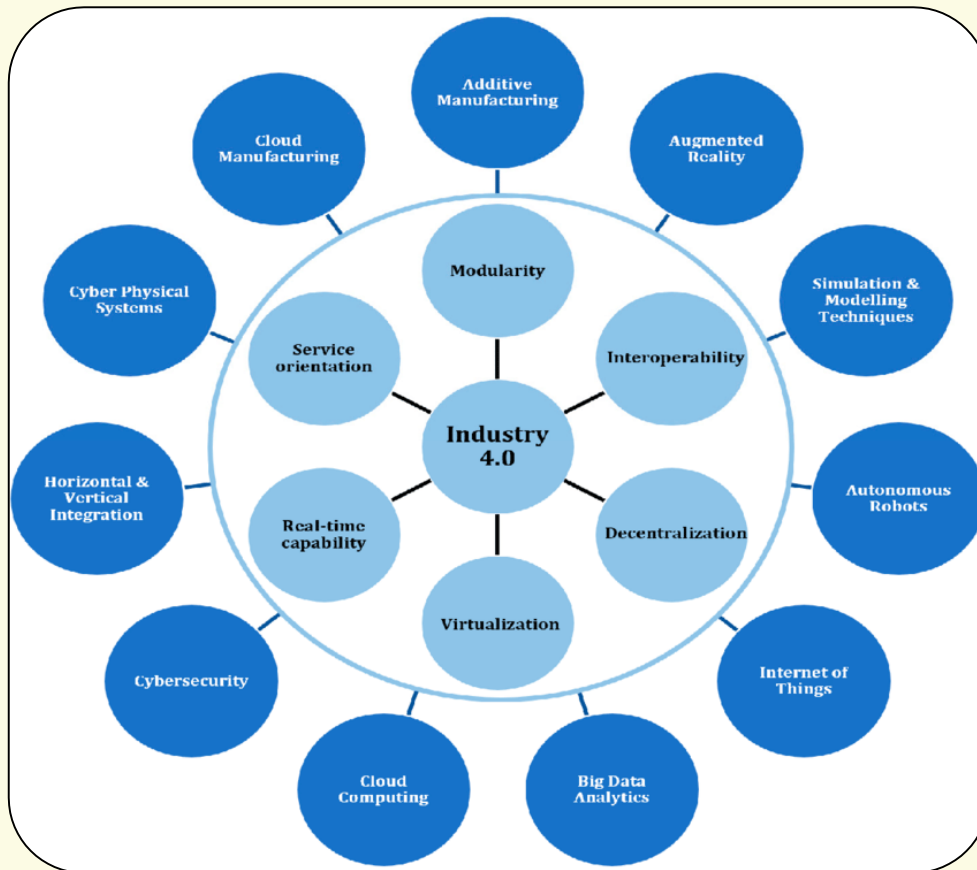 Additive
Manufacturing
Cloud
Manufacturing
Augmented
Reality
Modularity
Cyber Physical
Systems
Simulation &
Modelling
Techniques
Service
orientation
Interoperability
Industry
4.0
Horizontal &
Vertical
Integration
Autonomous
Robots
Real-time
capability
Decentralization
Virtualization
Cybersecurity
Internet of
Things
Cloud
Computing
Big Data
Analytics